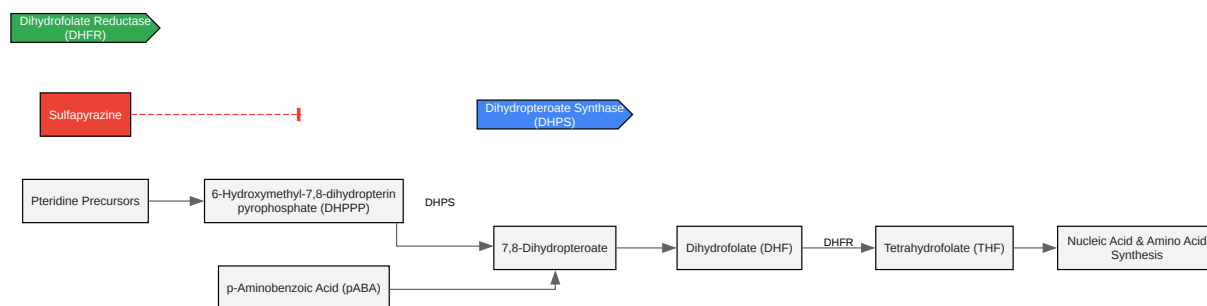 Dihydrofolate Reductase
(DHFR)
Sulfapyrazine
Dihydropteroate Synthase
(DHPS)
Pteridine Precursors
6-Hydroxymethyl-7,8-dihydropterin
pyrophosphate (DHPPP)
DHPS
7,8-Dihydropteroate
Dihydrofolate (DHF)
DHFR
Tetrahydrofolate (THF)
Nucleic Acid & Amino Acid
Synthesis
p-Aminobenzoic Acid (pABA)